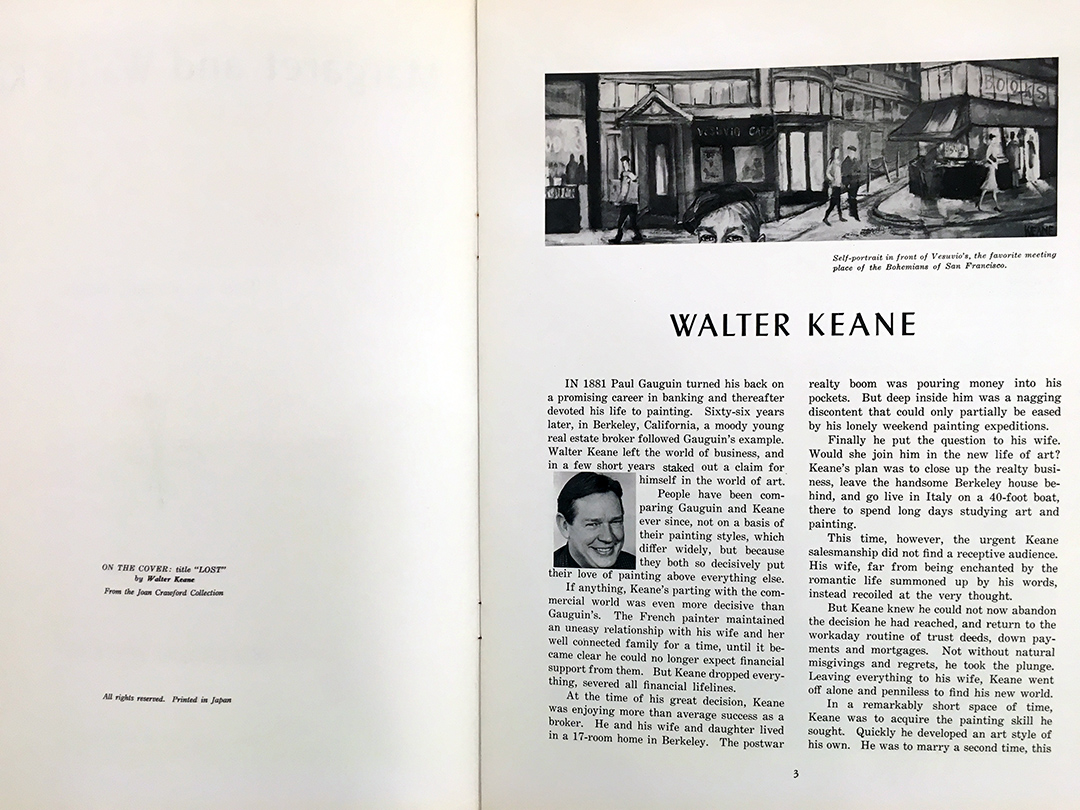 ON THE COVER: title "LOST"
by Walter Keane
From the Joan Crawford Collection
All rights reserved. Printed in Japan
VESUVIO CAFE
BOOKS
KEANE
Self-portrait in front of Vesuvio's, the favorite meeting
place of the Bohemians of San Francisco.
WALTER KEANE
IN 1881 Paul Gauguin turned his back on
a promising career in banking and thereafter
devoted his life to painting. Sixty-six years
later, in Berkeley, California, a moody young
real estate broker followed Gauguin's example.
Walter Keane left the world of business, and
in a few short years staked out a claim for
himself in the world of art.
People have been com-
paring Gauguin and Keane
ever since, not on a basis of
their painting styles, which
differ widely, but because
they both so decisively put
their love of painting above everything else.
If anything, Keane's parting with the com-
mercial world was even more decisive than
Gauguin's. The French painter maintained
an uneasy relationship with his wife and her
well connected family for a time, until it be-
came clear he could no longer expect financial
support from them. But Keane dropped every-
thing, severed all financial lifelines.
At the time of his great decision, Keane
was enjoying more than average success as a
broker. He and his wife and daughter lived
in a 17-room home in Berkeley. The postwar
realty boom was pouring money into his
pockets. But deep inside him was a nagging
discontent that could only partially be eased
by his lonely weekend painting expeditions.
Finally he put the question to his wife.
Would she join him in the new life of art?
Keane's plan was to close up the realty busi-
ness, leave the handsome Berkeley house be-
hind, and go live in Italy on a 40-foot boat,
there to spend long days studying art and
painting.
This time, however, the urgent Keane
salesmanship did not find a receptive audience.
His wife, far from being enchanted by the
romantic life summoned up by his words,
instead recoiled at the very thought.
But Keane knew he could not now abandon
the decision he had reached, and return to the
workaday routine of trust deeds, down pay-
ments and mortgages. Not without natural
misgivings and regrets, he took the plunge.
Leaving everything to his wife, Keane went
off alone and penniless to find his new world.
In a remarkably short space of time,
Keane was to acquire the painting skill he
sought. Quickly he developed an art style of
his own. He was to marry a second time, this
3